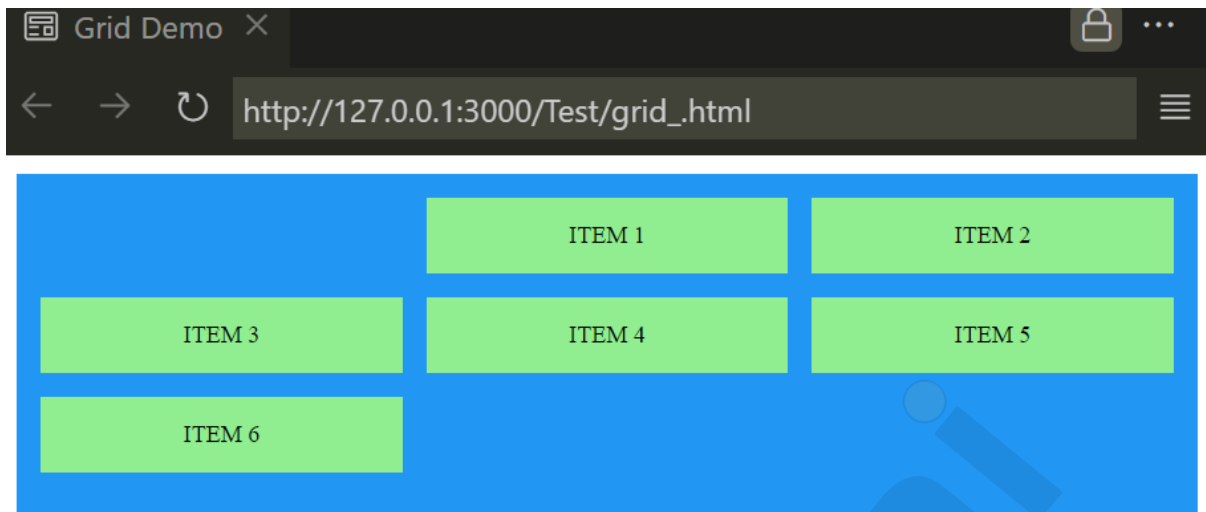 Grid Demo
http://127.0.0.1:3000/Test/grid_.html
ITEM 1 ITEM 2
ITEM 3 ITEM 4 ITEM 5
ITEM 6